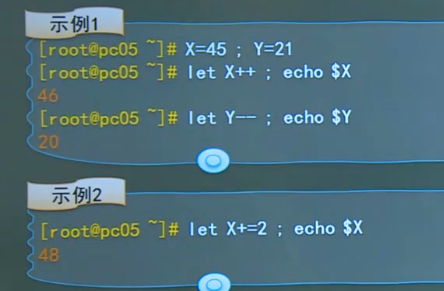 示例1
[root@pc05 ~]# X=45 ; Y=21
[root@pc05 ~]# let X++ ; echo $X
46
[root@pc05 ~]# let Y-- ; echo $Y
20
示例2
[root@pc05 ~]# let X+=2 ; echo $X
48